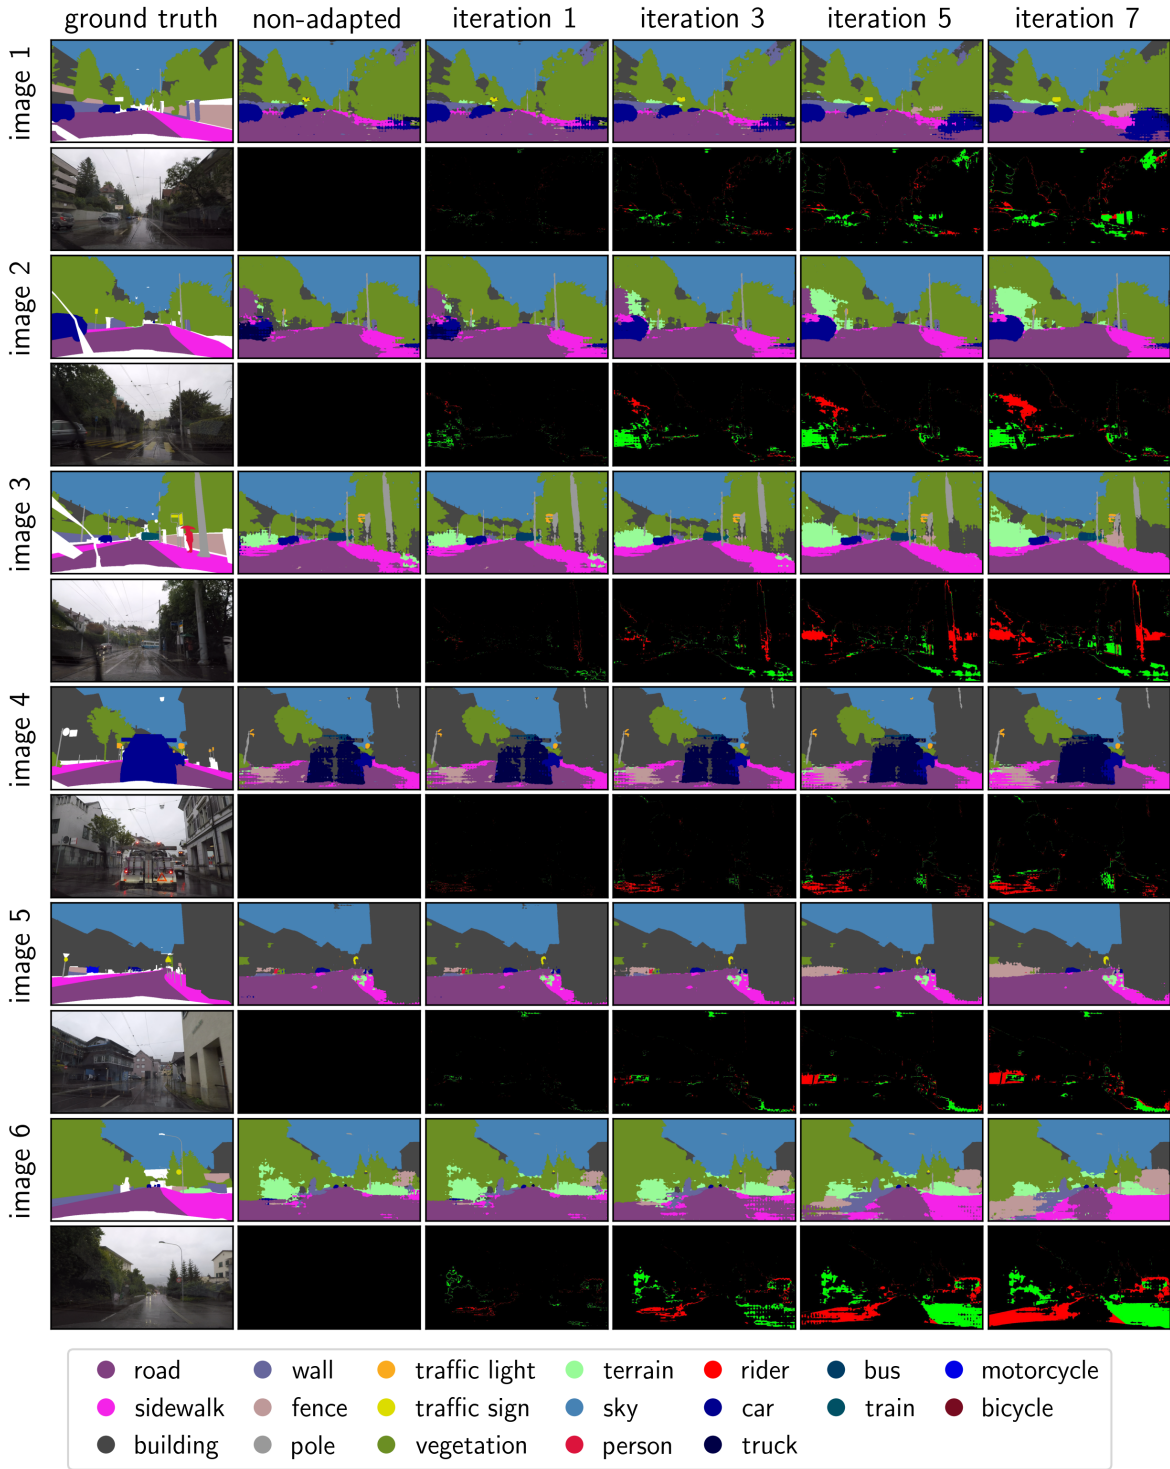 ground truth non-adapted iteration 1 iteration 3 iteration 5 iteration 7
image 1
image 2
image 3
image 4
image 5
image 6
road wall traffic light terrain rider bus motorcycle
sidewalk fence traffic sign sky car train bicycle
building pole vegetation person truck